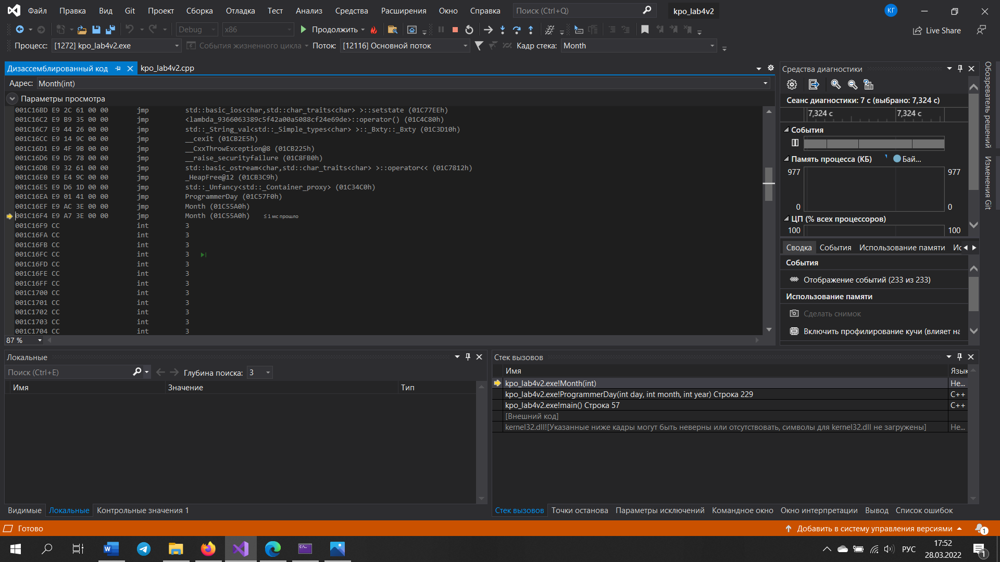 Файл Правка Вид Git Проект Сборка Отладка Тест Анализ Средства Расширения Окно Справка Поиск (Ctrl+Q) kpo_lab4v2 КГ
Debug x86 Продолжить Live Share
Процесс: [1272] kpo_lab4v2.exe События жизненного цикла Поток: [12116] Основной поток Кадр стека: Month
Дизассемблированный код kpo_lab4v2.cpp
Адрес: Month(int)
Параметры просмотра
001C16BD E9 2C 61 00 00 jmp std::basic_ios<char,std::char_traits<char> >::setstate (01C77EEh)
001C16C2 E9 B9 35 00 00 jmp <lambda_9366063389c5f42a00a5088cf24e69de>::operator() (01C4C80h)
001C16C7 E9 44 26 00 00 jmp std::_String_val<std::_Simple_types<char> >::_Bxty::_Bxty (01C3D10h)
001C16CC E9 14 9C 00 00 jmp __cexit (01CB2E5h)
001C16D1 E9 4F 9B 00 00 jmp __CxxThrowException@8 (01CB225h)
001C16D6 E9 D5 78 00 00 jmp __raise_securityfailure (01C8FB0h)
001C16DB E9 32 61 00 00 jmp std::basic_ostream<char,std::char_traits<char> >::operator<< (01C7812h)
001C16E0 E9 E4 9C 00 00 jmp _HeapFree@12 (01CB3C9h)
001C16E5 E9 D6 1D 00 00 jmp std::_Unfancy<std::_Container_proxy> (01C34C0h)
001C16EA E9 01 41 00 00 jmp ProgrammerDay (01C57F0h)
001C16EF E9 AC 3E 00 00 jmp Month (01C55A0h)
001C16F4 E9 A7 3E 00 00 jmp Month (01C55A0h) ≤ 1 мс прошло
001C16F9 CC int 3
001C16FA CC int 3
001C16FB CC int 3
001C16FC CC int 3
001C16FD CC int 3
001C16FE CC int 3
001C16FF CC int 3
001C1700 CC int 3
001C1701 CC int 3
001C1702 CC int 3
001C1703 CC int 3
001C1704 CC int 3
87 %
Средства диагностики
Сеанс диагностики: 7 с (выбрано: 7,324 с)
7,324 с 7,324 с
События
Память процесса (КБ) Бай...
977 977
0 0
ЦП (% всех процессоров)
100 100
Сводка События Использование памяти Ис
События
Отображение событий (233 из 233)
Использование памяти
Сделать снимок
Включить профилирование кучи (влияет на
Обозреватель решений
Изменения Git
Локальные
Поиск (Ctrl+E) Глубина поиска: 3
Имя Значение Тип
Видимые Локальные Контрольные значения 1
Стек вызовов
Имя Язык
kpo_lab4v2.exe!Month(int) Не...
kpo_lab4v2.exe!ProgrammerDay(int day, int month, int year) Строка 229 C++
kpo_lab4v2.exe!main() Строка 57 C++
[Внешний код]
kernel32.dll![Указанные ниже кадры могут быть неверны или отсутствовать, символы для kernel32.dll не загружены] Не...
Стек вызовов Точки останова Параметры исключений Командное окно Окно интерпретации Вывод Список ошибок
Готово Добавить в систему управления версиями 1
РУС 17:52
28.03.2022 1